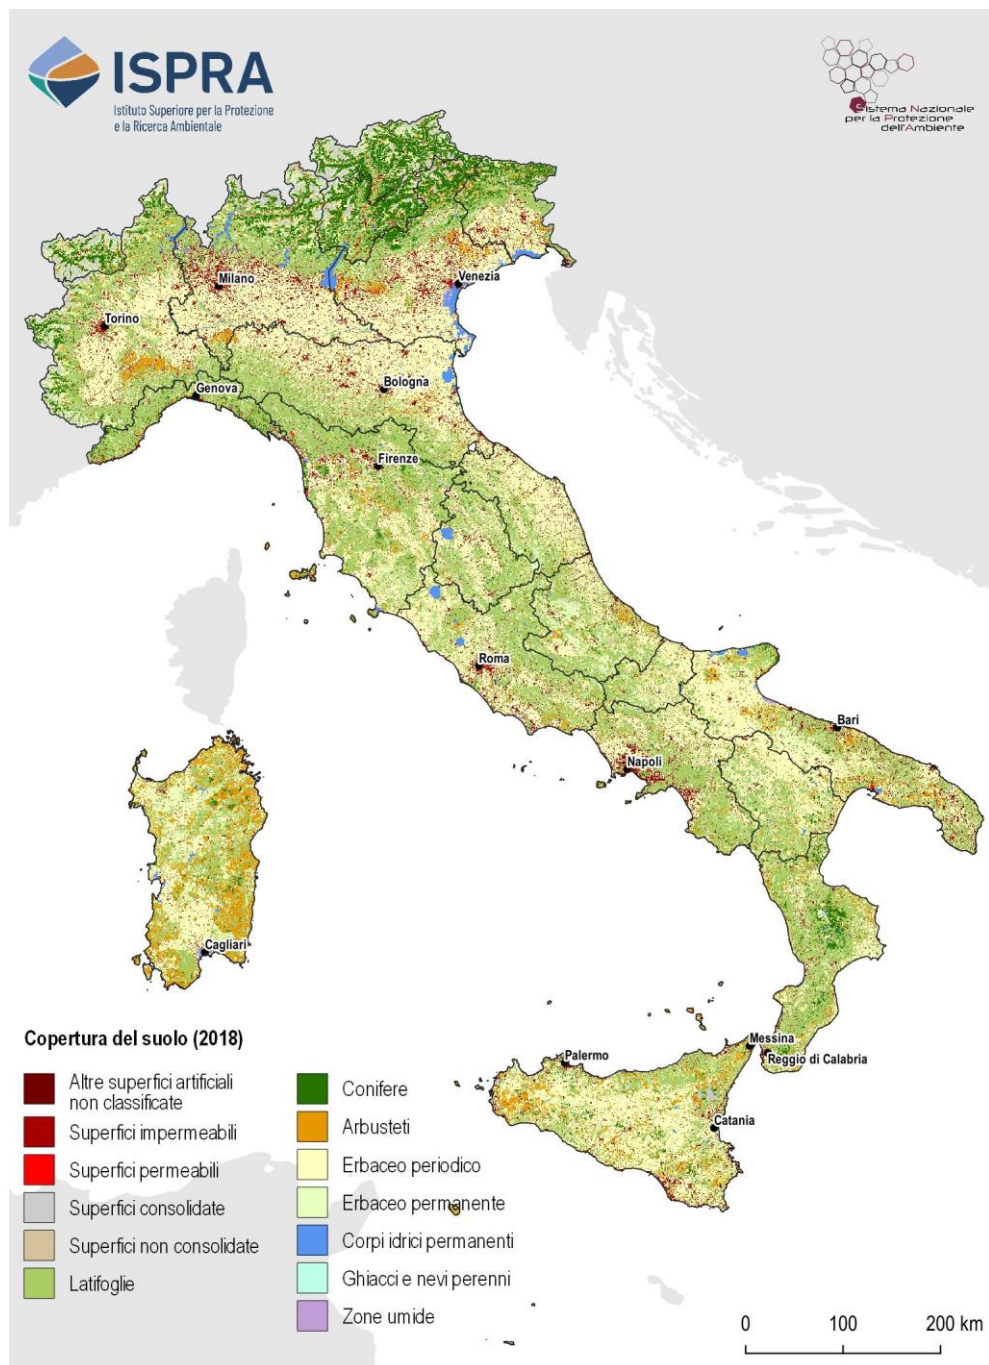 ISPRA
Istituto Superiore per la Protezione
e la Ricerca Ambientale
Sistema Nazionale
per la Protezione
dell'Ambiente
Milano
Venezia
Torino
Genova
Bologna
Firenze
Roma
Bari
Napoli
Cagliari
Messina
Reggio di Calabria
Palermo
Catania
Copertura del suolo (2018)
Altre superfici artificiali
non classificate
Superfici impermeabili
Superfici permeabili
Superfici consolidate
Superfici non consolidate
Latifoglie
Conifere
Arbusteti
Erbaceo periodico
Erbaceo permanente
Corpi idrici permanenti
Ghiacci e nevi perenni
Zone umide
0 100 200 km